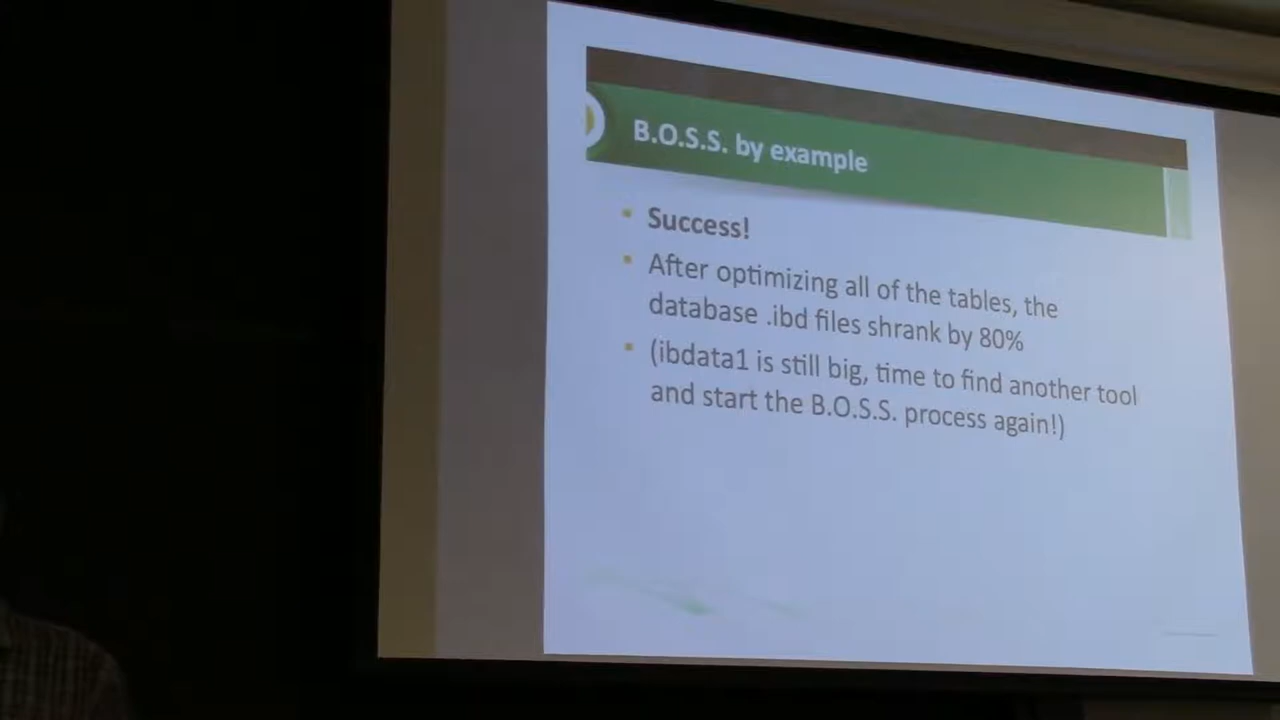 B.O.S.S. by example
Success!
After optimizing all of the tables, the
database .ibd files shrank by 80%
(ibdata1 is still big, time to find another tool
and start the B.O.S.S. process again!)